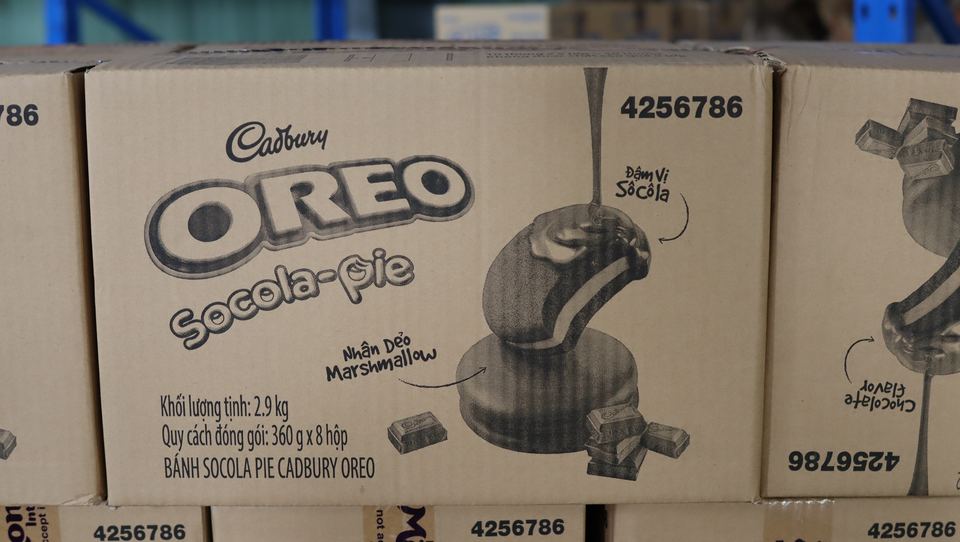 786
4256786
Cadbury
OREO
Socola-Pie
Đậm Vị
Sôcôla
Nhân Dẻo
Marshmallow
Khối lượng tịnh: 2.9 kg
Quy cách đóng gói: 360 g x 8 hộp
BÁNH SOCOLA PIE CADBURY OREO
Chocolate
Flavor
4256786
4256786
4256786
4256786